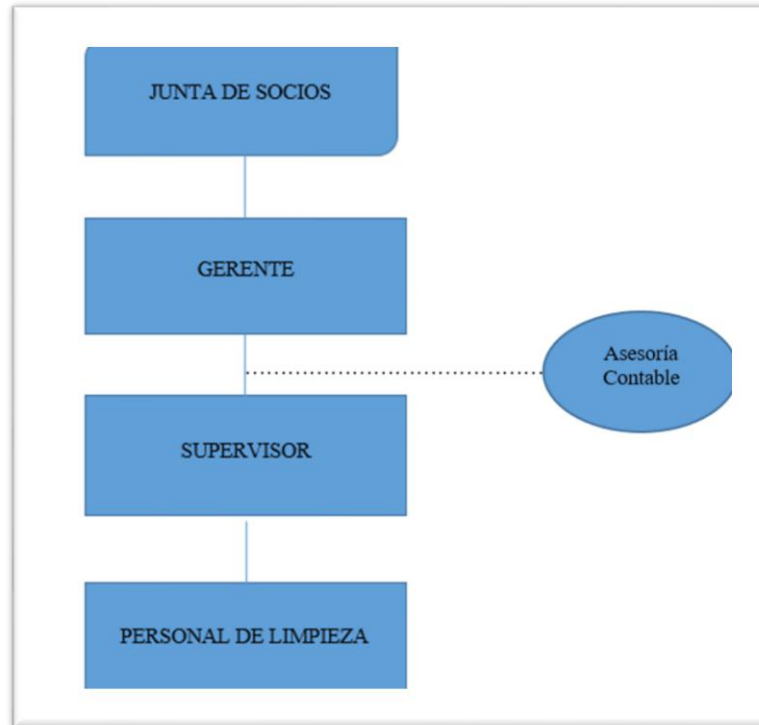 JUNTA DE SOCIOS
GERENTE
Asesoría
Contable
SUPERVISOR
PERSONAL DE LIMPIEZA